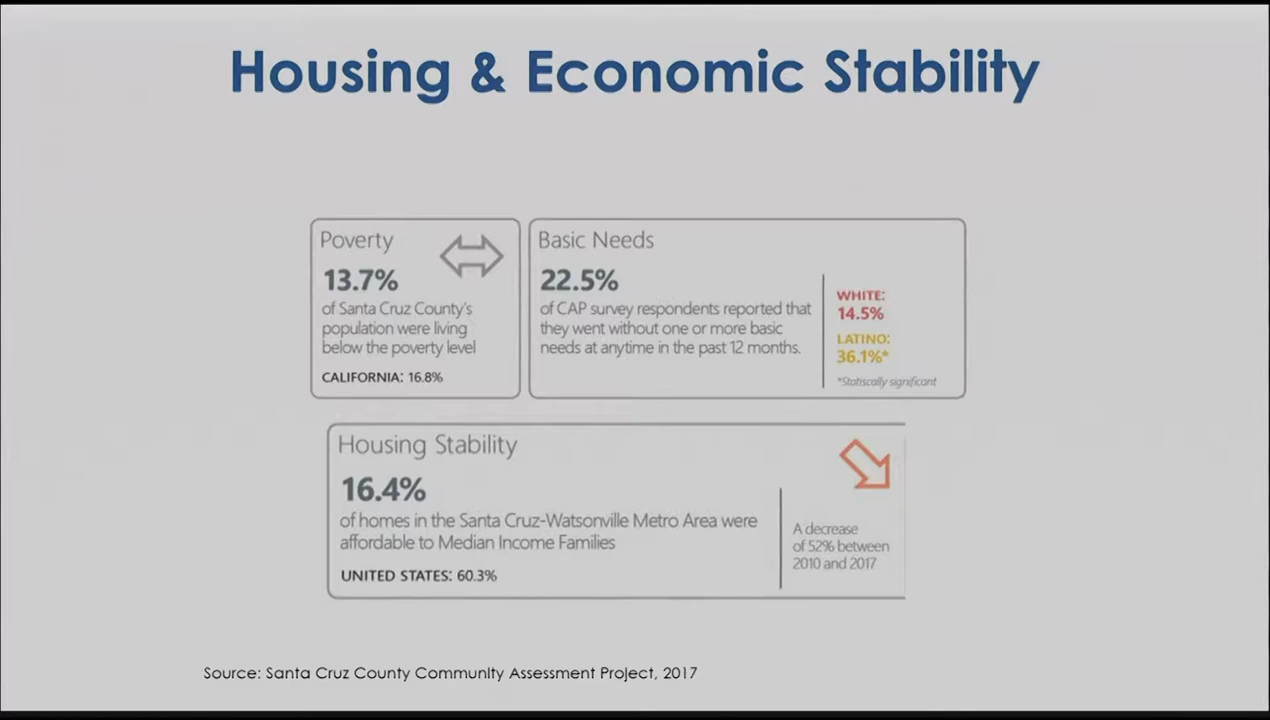 Housing & Economic Stability
Poverty
13.7%
of Santa Cruz County's
population were living
below the poverty level
CALIFORNIA: 16.8%
Basic Needs
22.5%
of CAP survey respondents reported that
they went without one or more basic
needs at anytime in the past 12 months.
WHITE:
14.5%
LATINO:
36.1%*
*Statiscally significant
Housing Stability
16.4%
of homes in the Santa Cruz-Watsonville Metro Area were
affordable to Median Income Families
UNITED STATES: 60.3%
A decrease
of 52% between
2010 and 2017
Source: Santa Cruz County Community Assessment Project, 2017